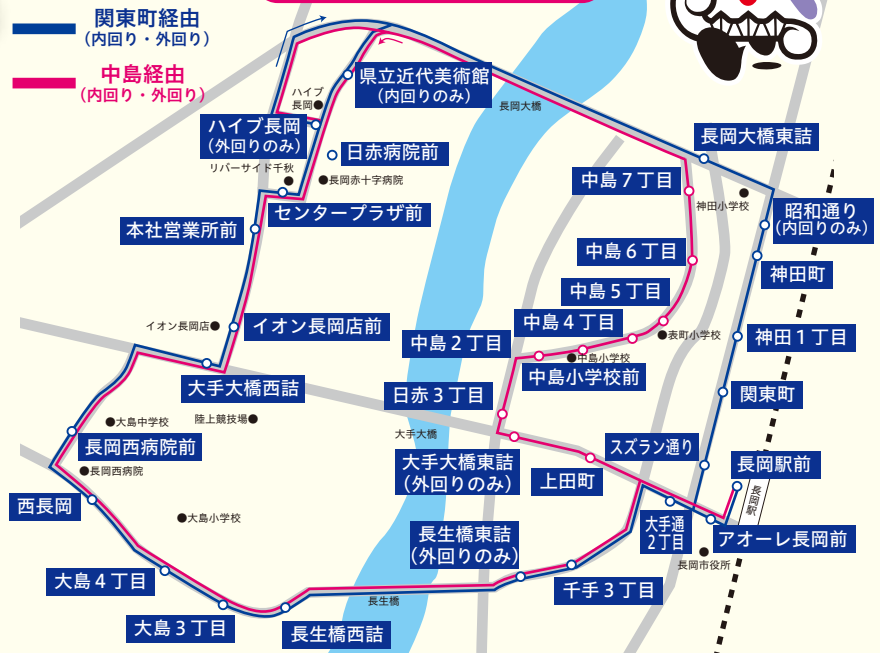 関東町経由
(内回り・外回り)
中島経由
(内回り・外回り)
県立近代美術館
(内回りのみ)
ハイブ
長岡
長岡大橋
ハイブ長岡
(外回りのみ)
長岡大橋東詰
日赤病院前
リバーサイド千秋
長岡赤十字病院
中島7丁目
神田小学校
センタープラザ前
昭和通り
(内回りのみ)
本社営業所前
中島6丁目
神田町
中島5丁目
イオン長岡店
イオン長岡店前
中島4丁目
表町小学校
神田1丁目
中島2丁目
中島小学校
中島小学校前
大手大橋西詰
日赤3丁目
関東町
大島中学校
陸上競技場
大手大橋
長岡西病院前
スズラン通り
長岡西病院
大手大橋東詰
(外回りのみ)
上田町
長岡駅前
長岡駅
西長岡
大島小学校
大手通
2丁目
長生橋東詰
(外回りのみ)
アオーレ長岡前
長岡市役所
大島4丁目
千手3丁目
長生橋
大島3丁目
長生橋西詰